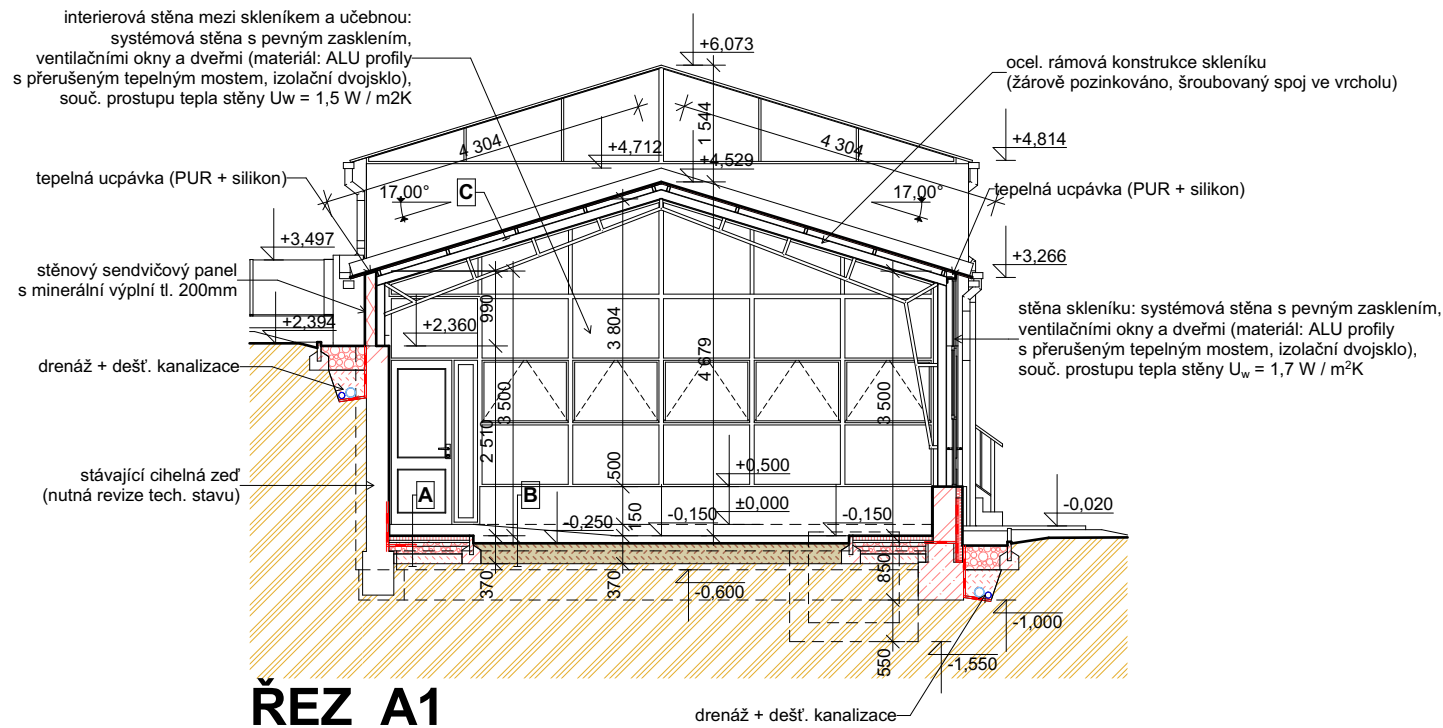 interierová stěna mezi skleníkem a učebnou:
systémová stěna s pevným zasklením,
ventilačními okny a dveřmi (materiál: ALU profily
s přerušeným tepelným mostem, izolační dvojsklo),
souč. prostupu tepla stěny Uw = 1,5 W / m2K
+6,073
ocel. rámová konstrukce skleníku
(žárově pozinkováno, šroubovaný spoj ve vrcholu)
1 544
4 304
4 304
+4,814
+4,712
+4,529
tepelná ucpávka (PUR + silikon)
17,00°
C
17,00°
tepelná ucpávka (PUR + silikon)
+3,497
+3,266
stěnový sendvičový panel
s minerální výplní tl. 200mm
990
3 804
stěna skleníku: systémová stěna s pevným zasklením,
ventilačními okny a dveřmi (materiál: ALU profily
s přerušeným tepelným mostem, izolační dvojsklo),
souč. prostupu tepla stěny Uw = 1,7 W / m²K
+2,394
+2,360
4 679
drenáž + dešť. kanalizace
3 500
3 500
2 510
stávající cihelná zeď
(nutná revize tech. stavu)
500
+0,500
A
B
±0,000
150
-0,250
-0,150
-0,150
-0,020
370
370
850
-0,600
-1,000
550
-1,550
ŘEZ A1
drenáž + dešť. kanalizace